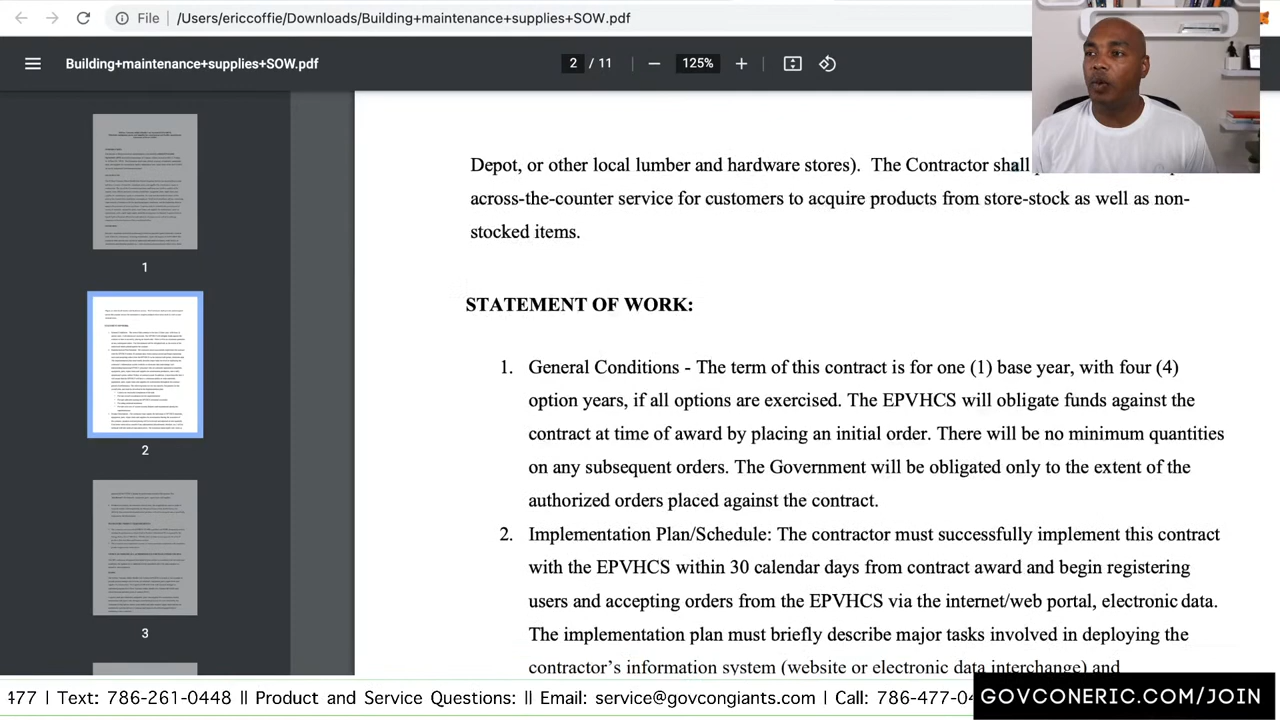 File | /Users/ericcoffie/Downloads/Building+maintenance+supplies+SOW.pdf
Building+maintenance+supplies+SOW.pdf
2 / 11
125%
Depot, or other local lumber and hardware stores). The Contractor shall
across-the-counter service for customers to acquire products from store-stock as well as non-
stocked items.
STATEMENT OF WORK:
1. General Conditions - The term of this contract is for one (1) base year, with four (4)
option years, if all options are exercised. The EPVHCS will obligate funds against the
contract at time of award by placing an initial order. There will be no minimum quantities
on any subsequent orders. The Government will be obligated only to the extent of the
authorized orders placed against the contract.
2. Implementation Plan/Schedule: The contractor must successfully implement this contract
with the EPVHCS within 30 calendar days from contract award and begin registering
and accepting orders from the EPVHCS via the internet/web portal, electronic data.
The implementation plan must briefly describe major tasks involved in deploying the
contractor's information system (website or electronic data interchange) and
1
2
3
477 | Text: 786-261-0448 || Product and Service Questions: || Email: service@govcongiants.com | Call: 786-477-04
GOVCONERIC.COM/JOIN